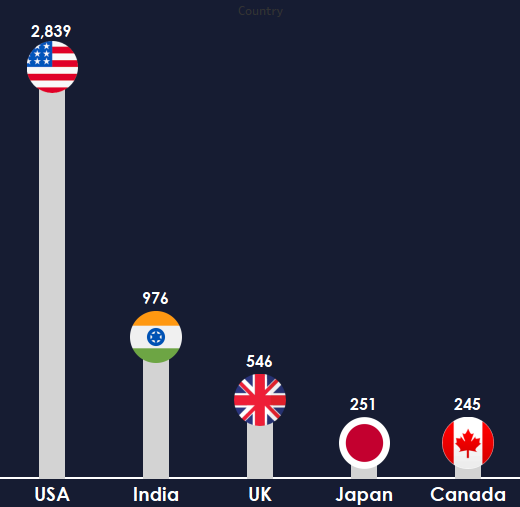 Country
2,839
976
546
251
245
USA
India
UK
Japan
Canada